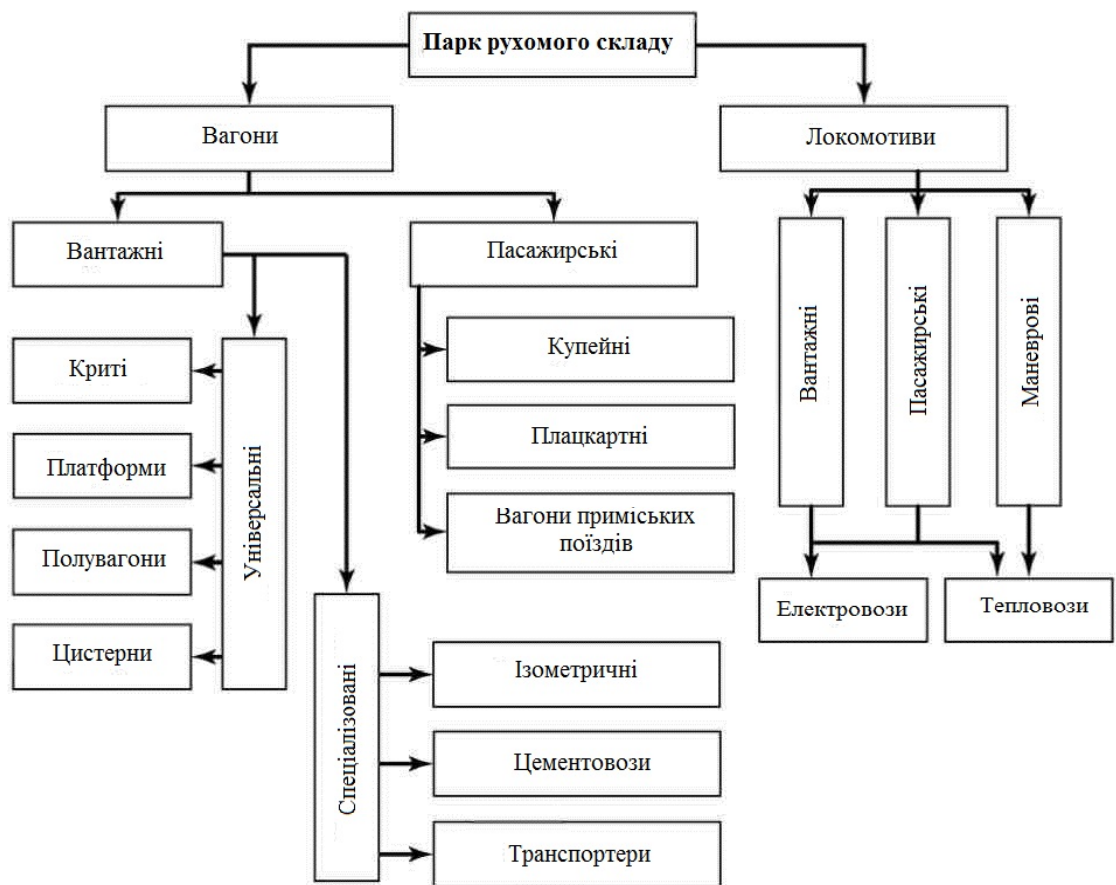 Парк рухомого складу
Вагони
Локомотиви
Вантажні
Пасажирські
Універсальні
Криті
Платформи
Полувагони
Цистерни
Спеціалізовані
Ізометричні
Цементовози
Транспортери
Купейні
Плацкартні
Вагони приміських
поїздів
Вантажні
Пасажирські
Маневрові
Електровози
Тепловози